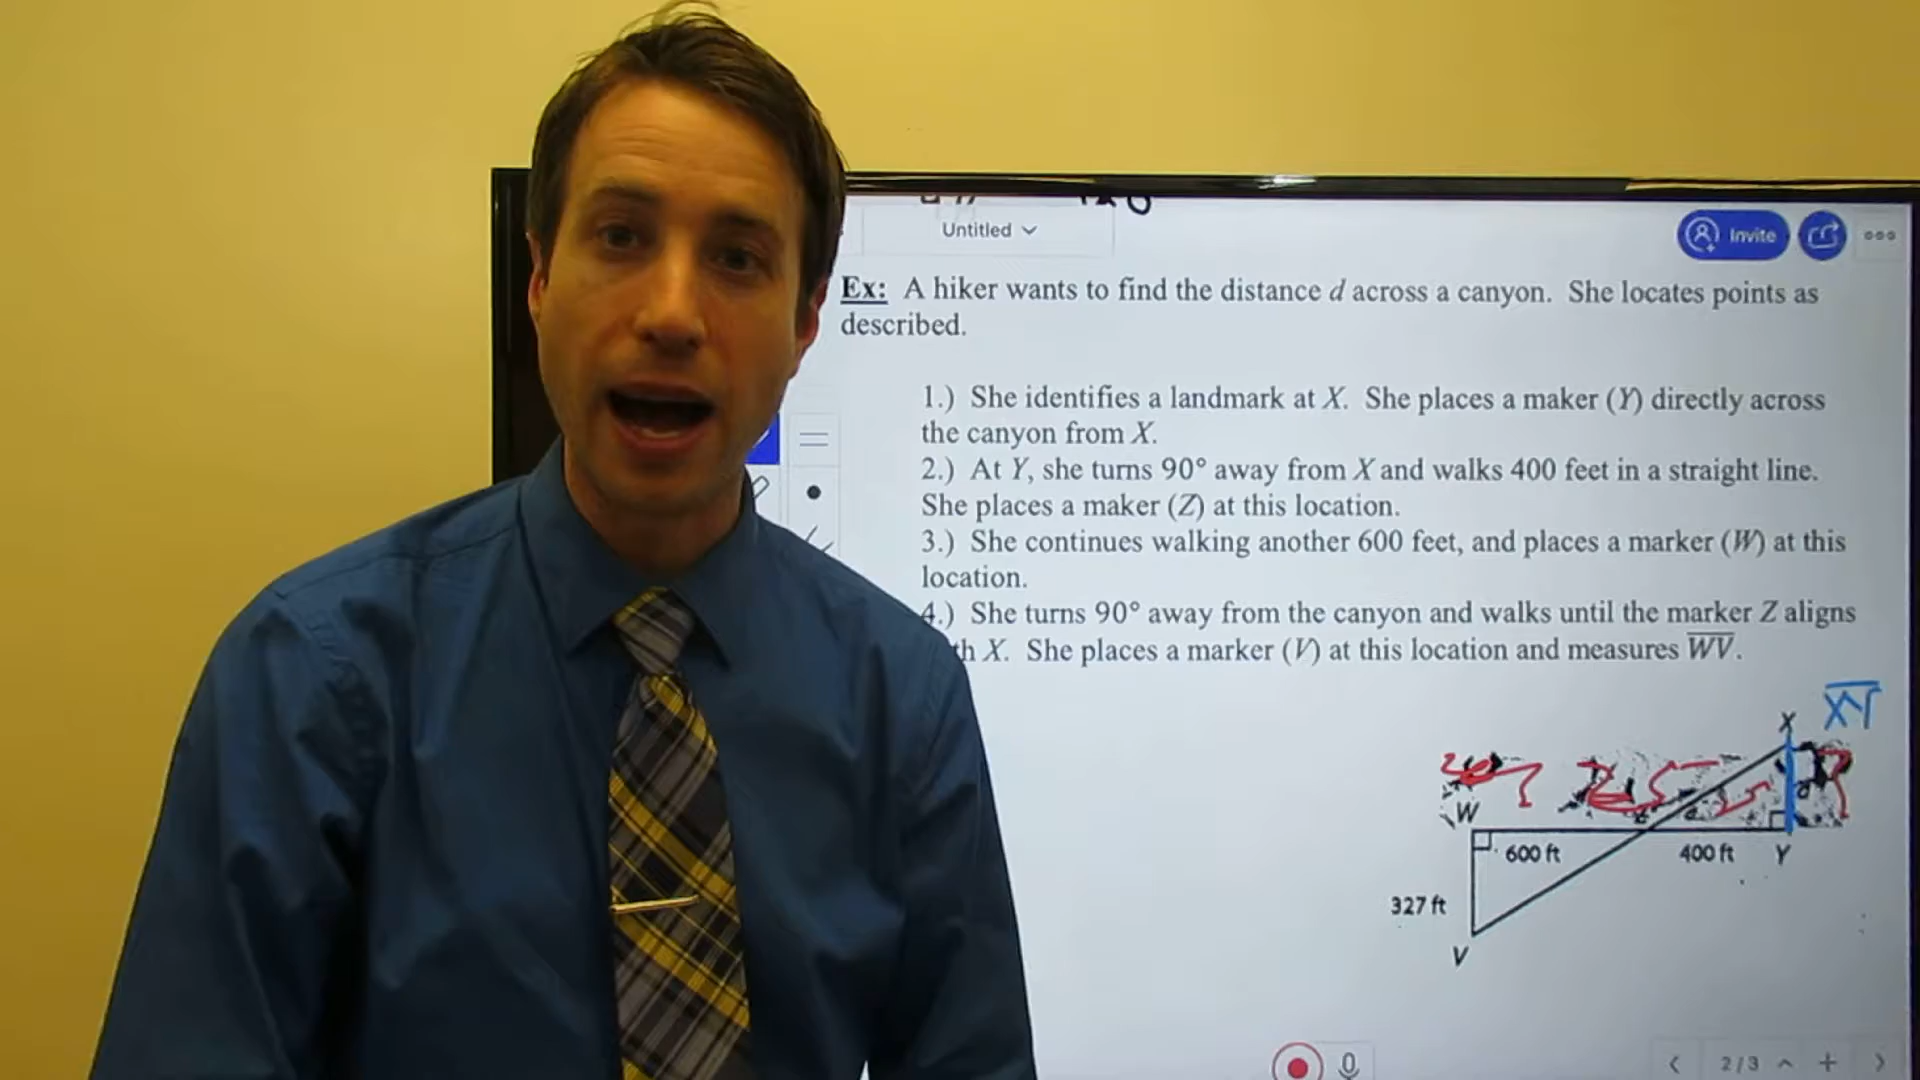 Untitled
Invite
Ex: A hiker wants to find the distance d across a canyon. She locates points as
described.
1.) She identifies a landmark at X. She places a maker (Y) directly across
the canyon from X.
2.) At Y, she turns 90° away from X and walks 400 feet in a straight line.
She places a maker (Z) at this location.
3.) She continues walking another 600 feet, and places a marker (W) at this
location.
4.) She turns 90° away from the canyon and walks until the marker Z aligns
th X. She places a marker (V) at this location and measures WV.
XY
X
d
W
600 ft
400 ft
Y
327 ft
V
2/3